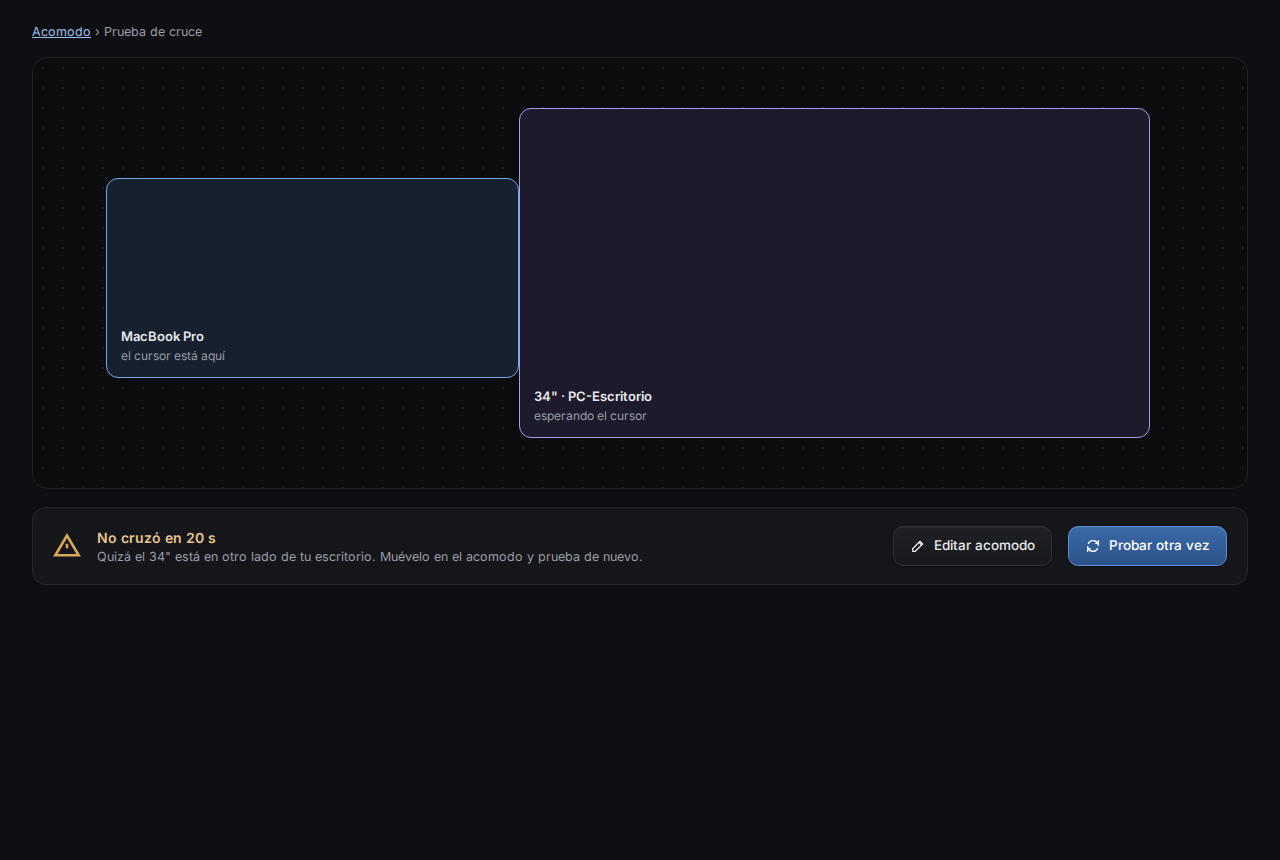 Acomodo › Prueba de cruce
MacBook Pro
el cursor está aquí
34" · PC-Escritorio
esperando el cursor
No cruzó en 20 s
Quizá el 34" está en otro lado de tu escritorio. Muévelo en el acomodo y prueba de nuevo.
Editar acomodo
Probar otra vez